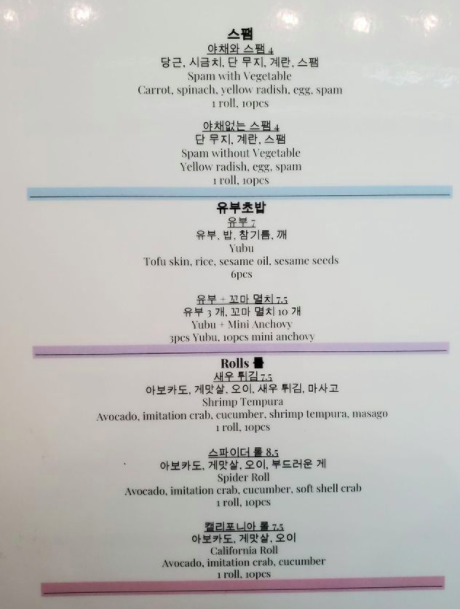 스팸
야채와 스팸 4
당근, 시금치, 단 무지, 계란, 스팸
Spam with Vegetable
Carrot, spinach, yellow radish, egg, spam
1 roll, 10pcs
야채없는 스팸 4
단 무지, 계란, 스팸
Spam without Vegetable
Yellow radish, egg, spam
1 roll, 10pcs
유부초밥
유부 7
유부, 밥, 참기름, 깨
Yubu
Tofu skin, rice, sesame oil, sesame seeds
6pcs
유부 + 꼬마 멸치 7.5
유부 3 개, 꼬마 멸치 10 개
Yubu + Mini Anchovy
3pcs Yubu, 10pcs mini anchovy
Rolls 롤
새우 튀김 7.5
아보카도, 게맛살, 오이, 새우 튀김, 마사고
Shrimp Tempura
Avocado, imitation crab, cucumber, shrimp tempura, masago
1 roll, 10pcs
스파이더 롤 8.5
아보카도, 게맛살, 오이, 부드러운 게
Spider Roll
Avocado, imitation crab, cucumber, soft shell crab
1 roll, 10pcs
캘리포니아 롤 7.5
아보카도, 게맛살, 오이
California Roll
Avocado, imitation crab, cucumber
1 roll, 10pcs